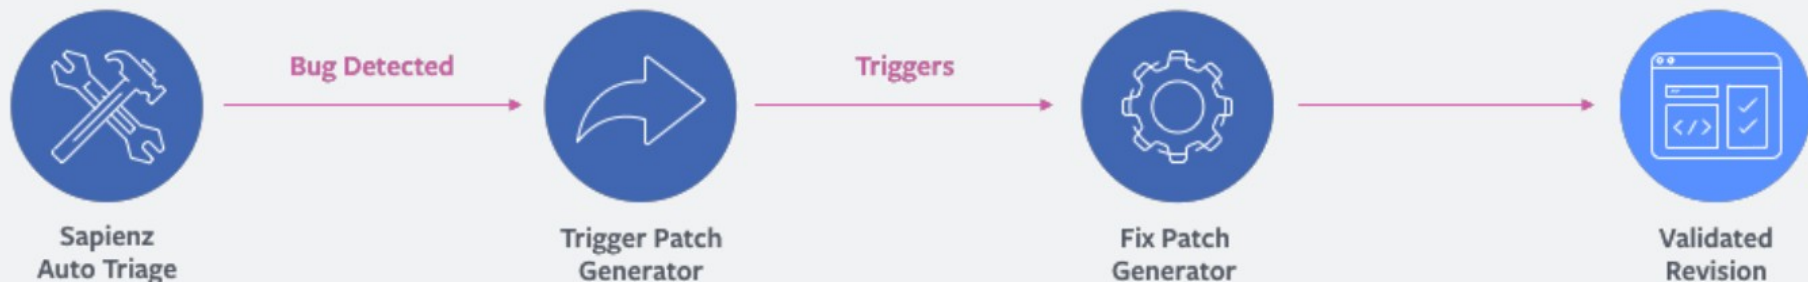 Bug Detected
Triggers
Sapienz
Auto Triage
Trigger Patch
Generator
Fix Patch
Generator
Validated
Revision